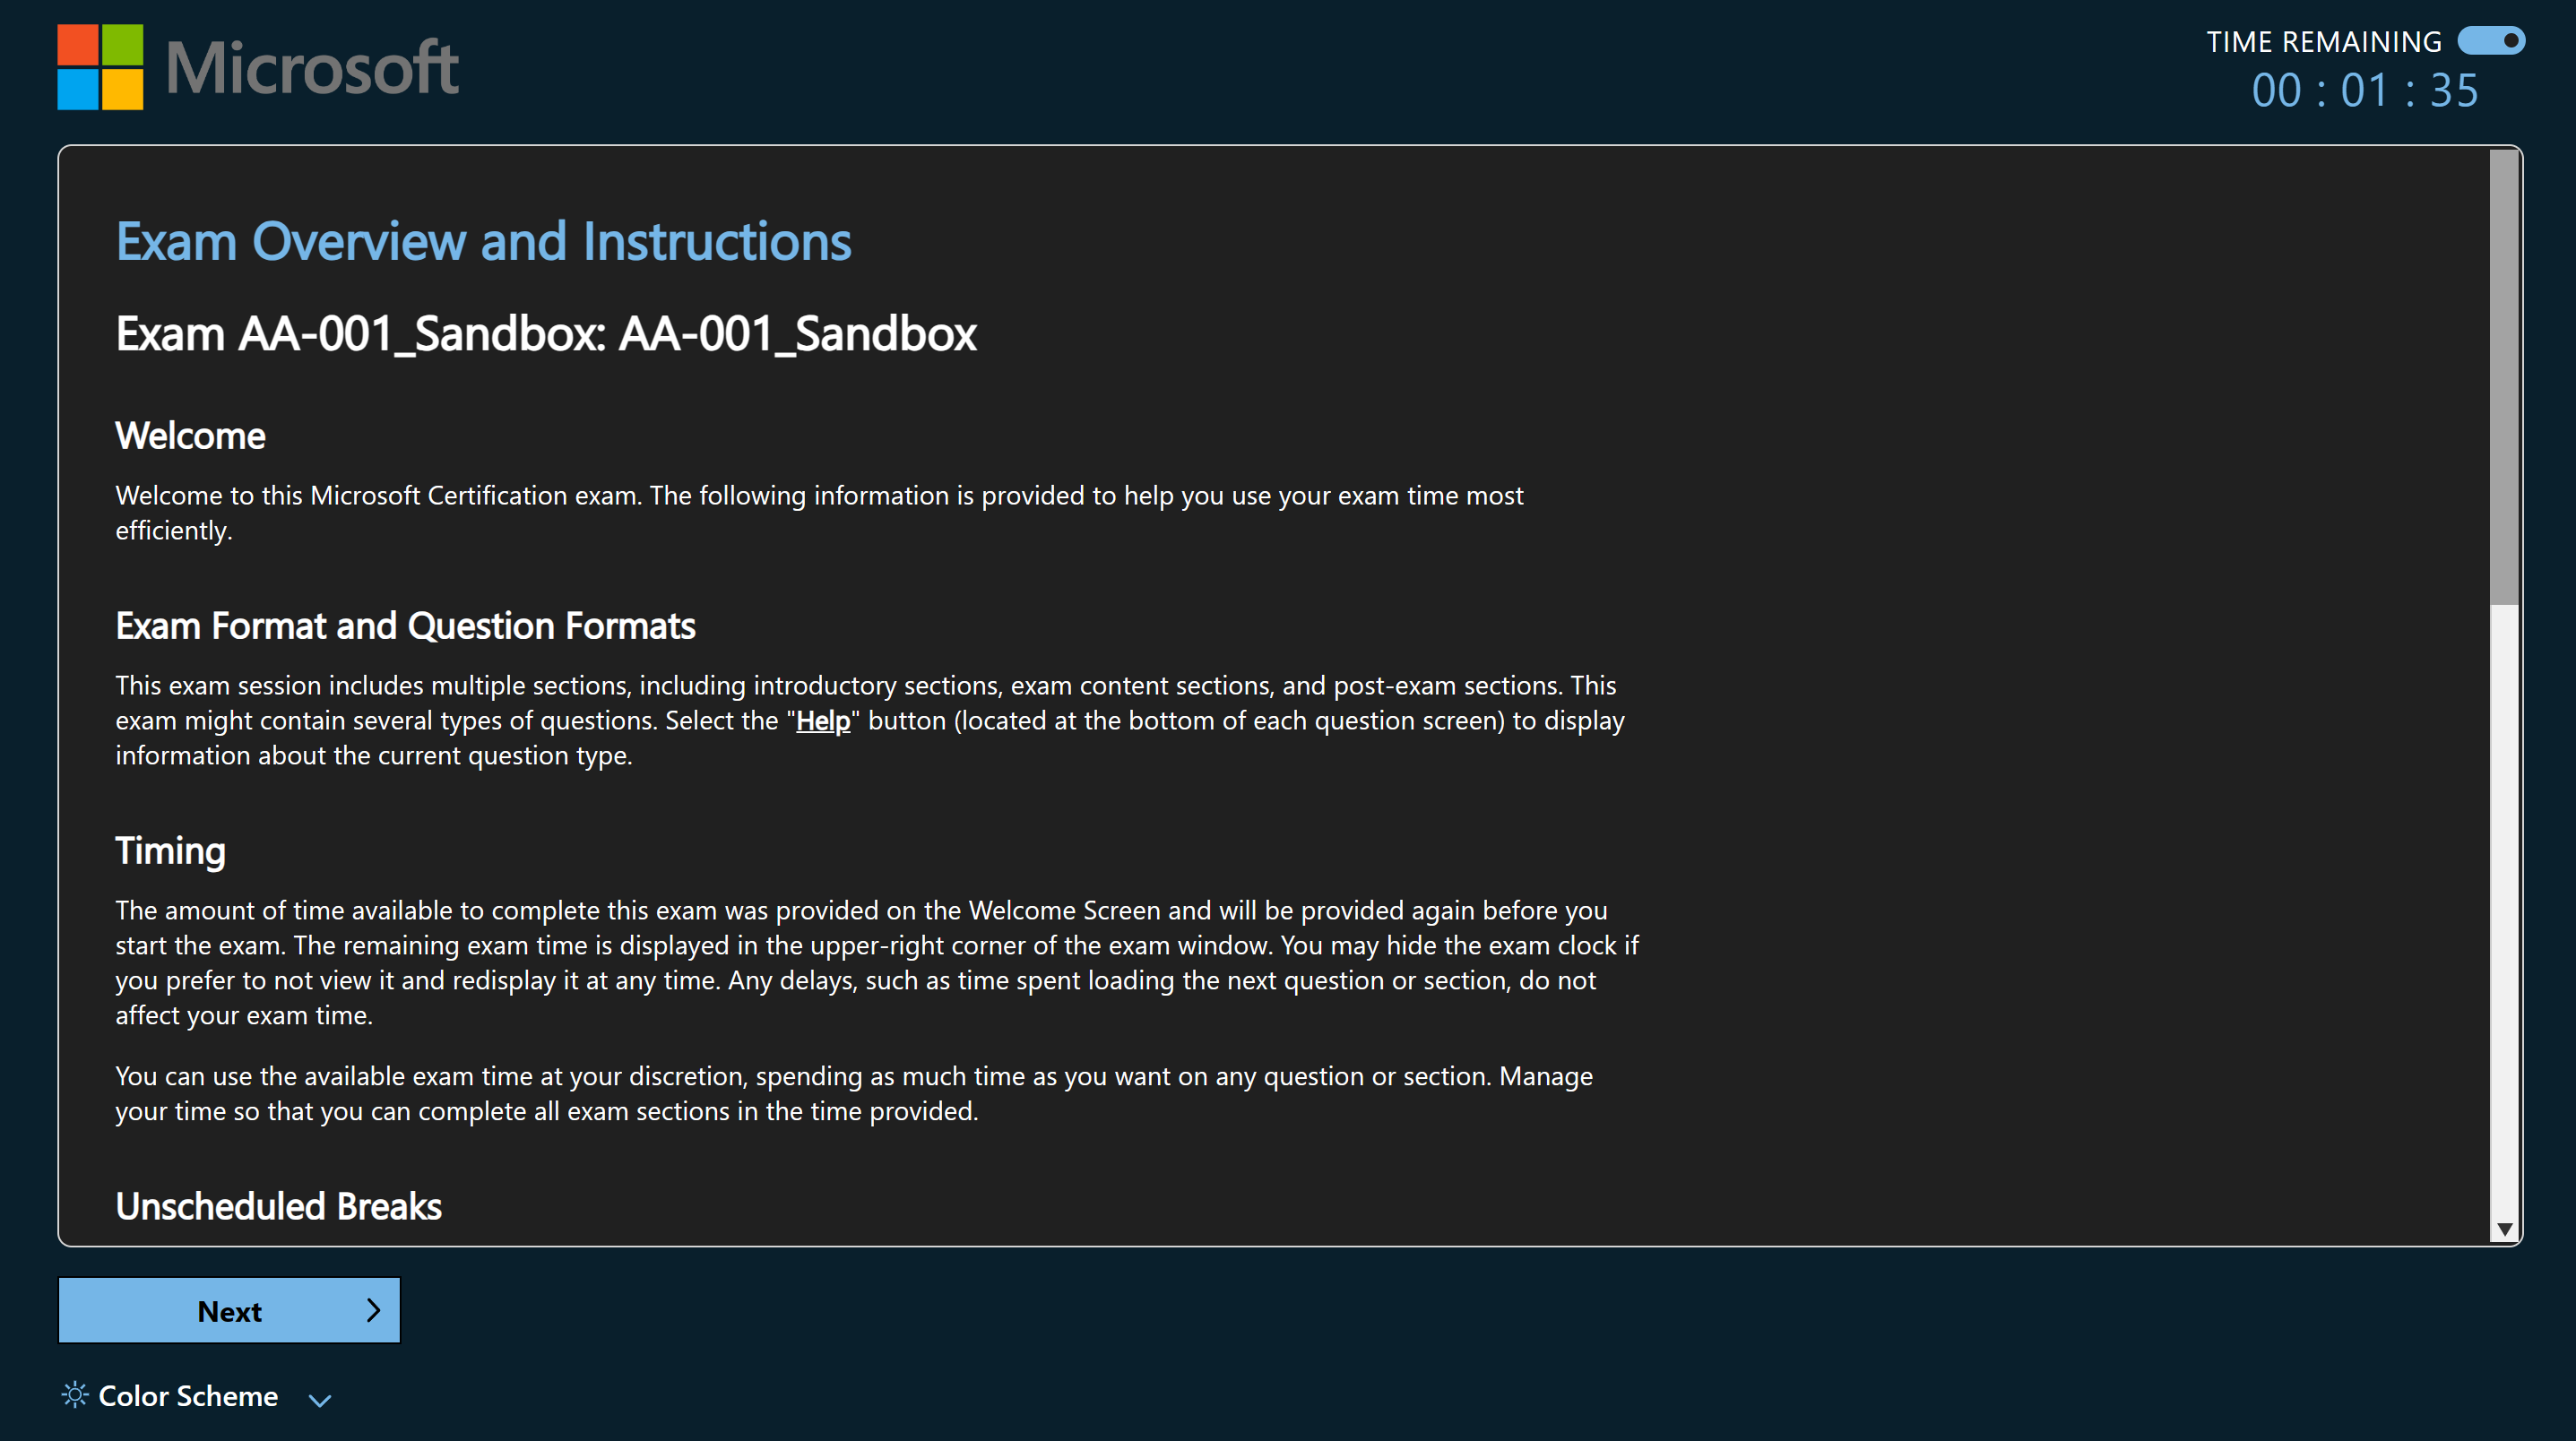 Microsoft
TIME REMAINING
00 : 01 : 35
Exam Overview and Instructions
Exam AA-001_Sandbox: AA-001_Sandbox
Welcome
Welcome to this Microsoft Certification exam. The following information is provided to help you use your exam time most
efficiently.
Exam Format and Question Formats
This exam session includes multiple sections, including introductory sections, exam content sections, and post-exam sections. This
exam might contain several types of questions. Select the "Help" button (located at the bottom of each question screen) to display
information about the current question type.
Timing
The amount of time available to complete this exam was provided on the Welcome Screen and will be provided again before you
start the exam. The remaining exam time is displayed in the upper-right corner of the exam window. You may hide the exam clock if
you prefer to not view it and redisplay it at any time. Any delays, such as time spent loading the next question or section, do not
affect your exam time.
You can use the available exam time at your discretion, spending as much time as you want on any question or section. Manage
your time so that you can complete all exam sections in the time provided.
Unscheduled Breaks
Next
Color Scheme